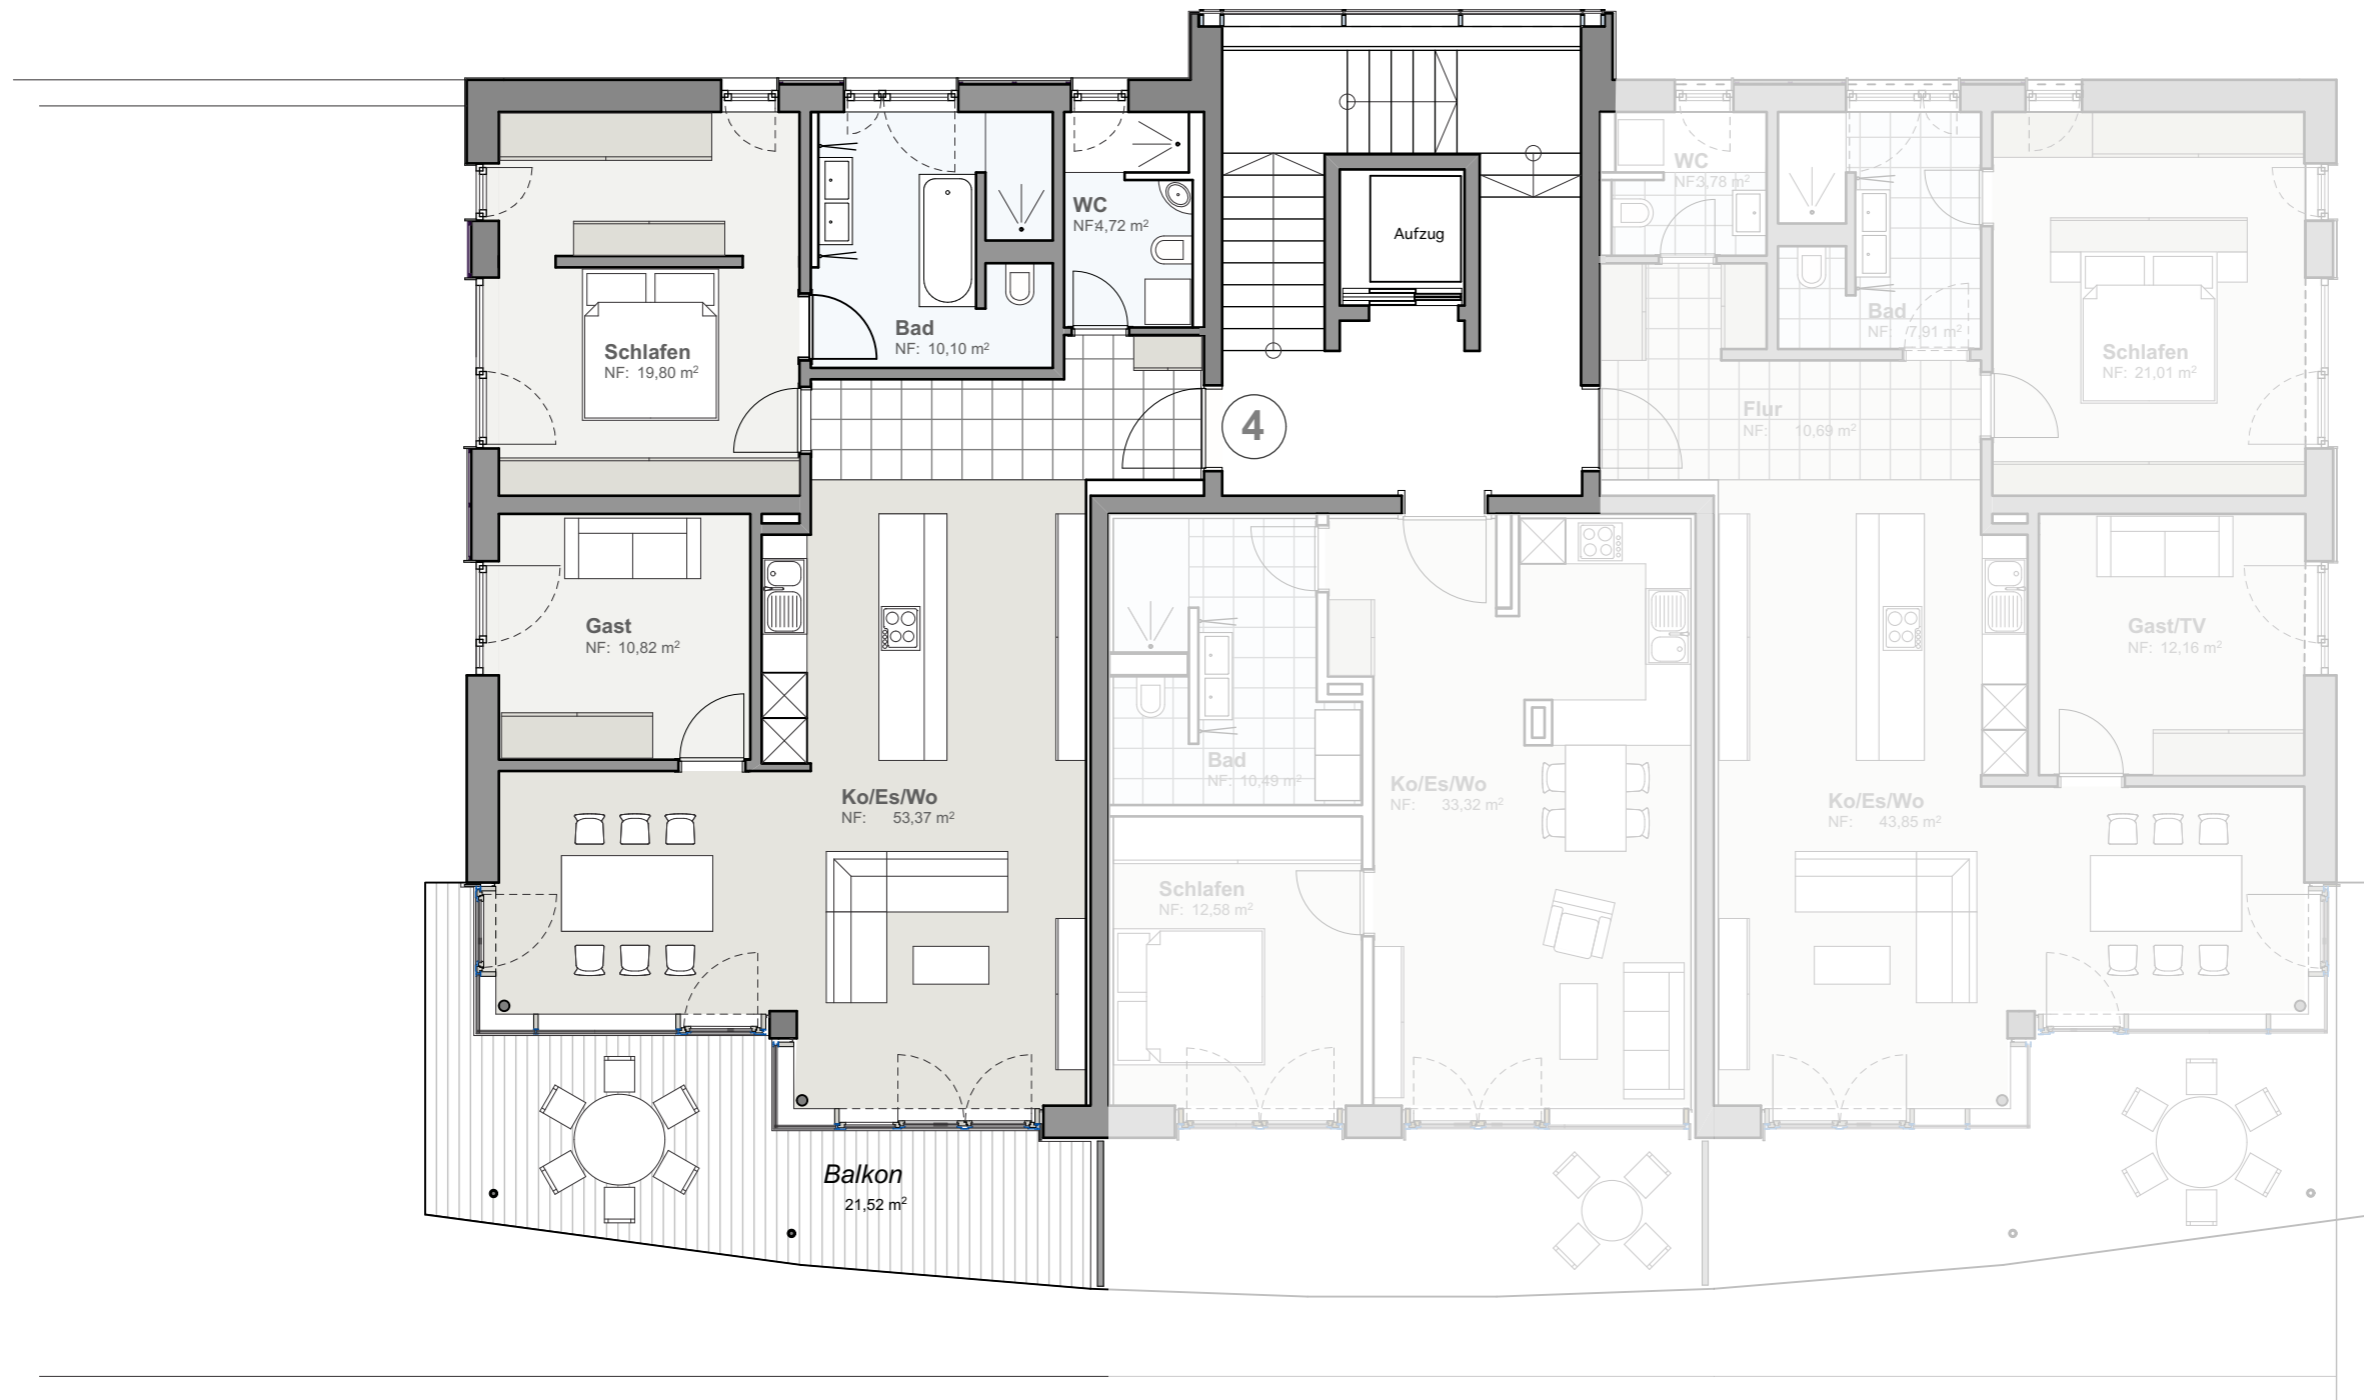 WC
NF: 4,72 m²
Aufzug
WC
NF: 3,78 m²
Bad
NF: 10,10 m²
Bad
NF: 7,91 m²
Schlafen
NF: 19,80 m²
Schlafen
NF: 21,01 m²
4
Flur
NF: 10,69 m²
Gast
NF: 10,82 m²
Gast/TV
NF: 12,16 m²
Ko/Es/Wo
NF: 53,37 m²
Bad
NF: 10,49 m²
Ko/Es/Wo
NF: 33,32 m²
Ko/Es/Wo
NF: 43,85 m²
Schlafen
NF: 12,58 m²
Balkon
21,52 m²